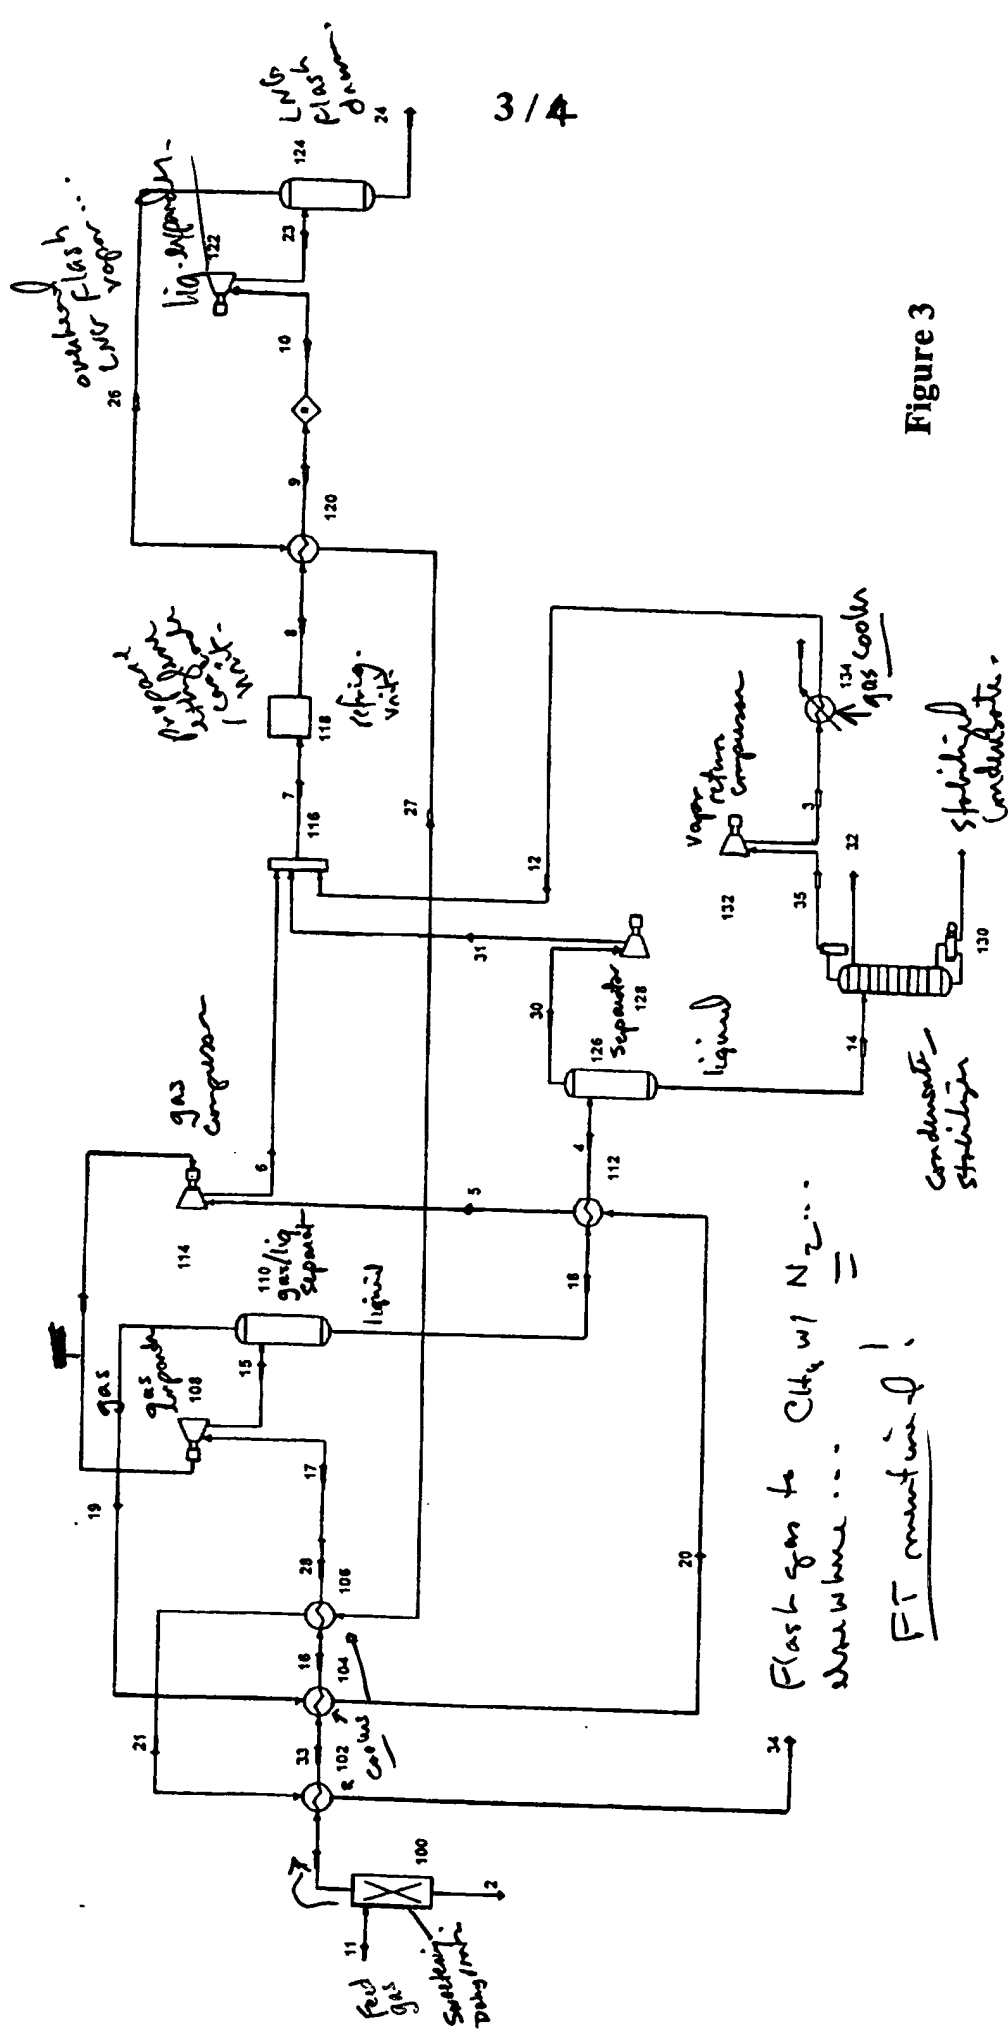 3/4
Figure 3
Feed
gas
11
Sweetening
100
2
102
33
coolers
104
16
106
28
17
21
19
34
20
gas
gas
expander
108
15
110
gas/liq
separator
liquid
18
114
gas
compressor
6
5
112
4
126
separator
30
128
31
liquid
14
condensate
stabilizer
130
stabilized
condensate
32
35
132
vapor
return
compressor
3
134
gas cooler
12
27
116
7
118
propane
refrig.
units
8
120
9
10
liq. expander
122
23
124
LNG
flash
drum
24
26
overhead
LNG flash
vapor
Flash gas to CH4 w/ N2...
elsewhere...
FT mentioned!